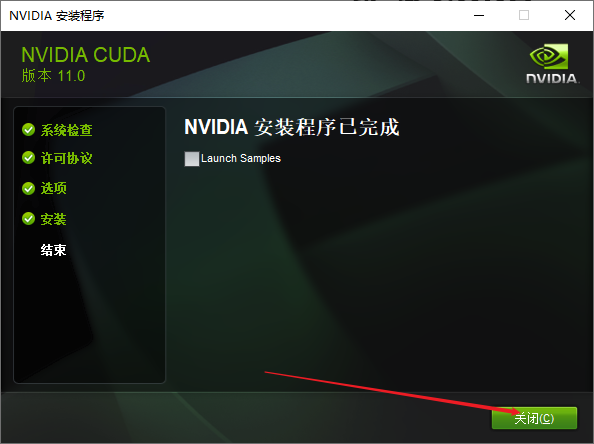 NVIDIA 安装程序
NVIDIA CUDA
版本 11.0
NVIDIA.
系统检查
许可协议
选项
安装
结束
NVIDIA 安装程序已完成
Launch Samples
关闭(C)